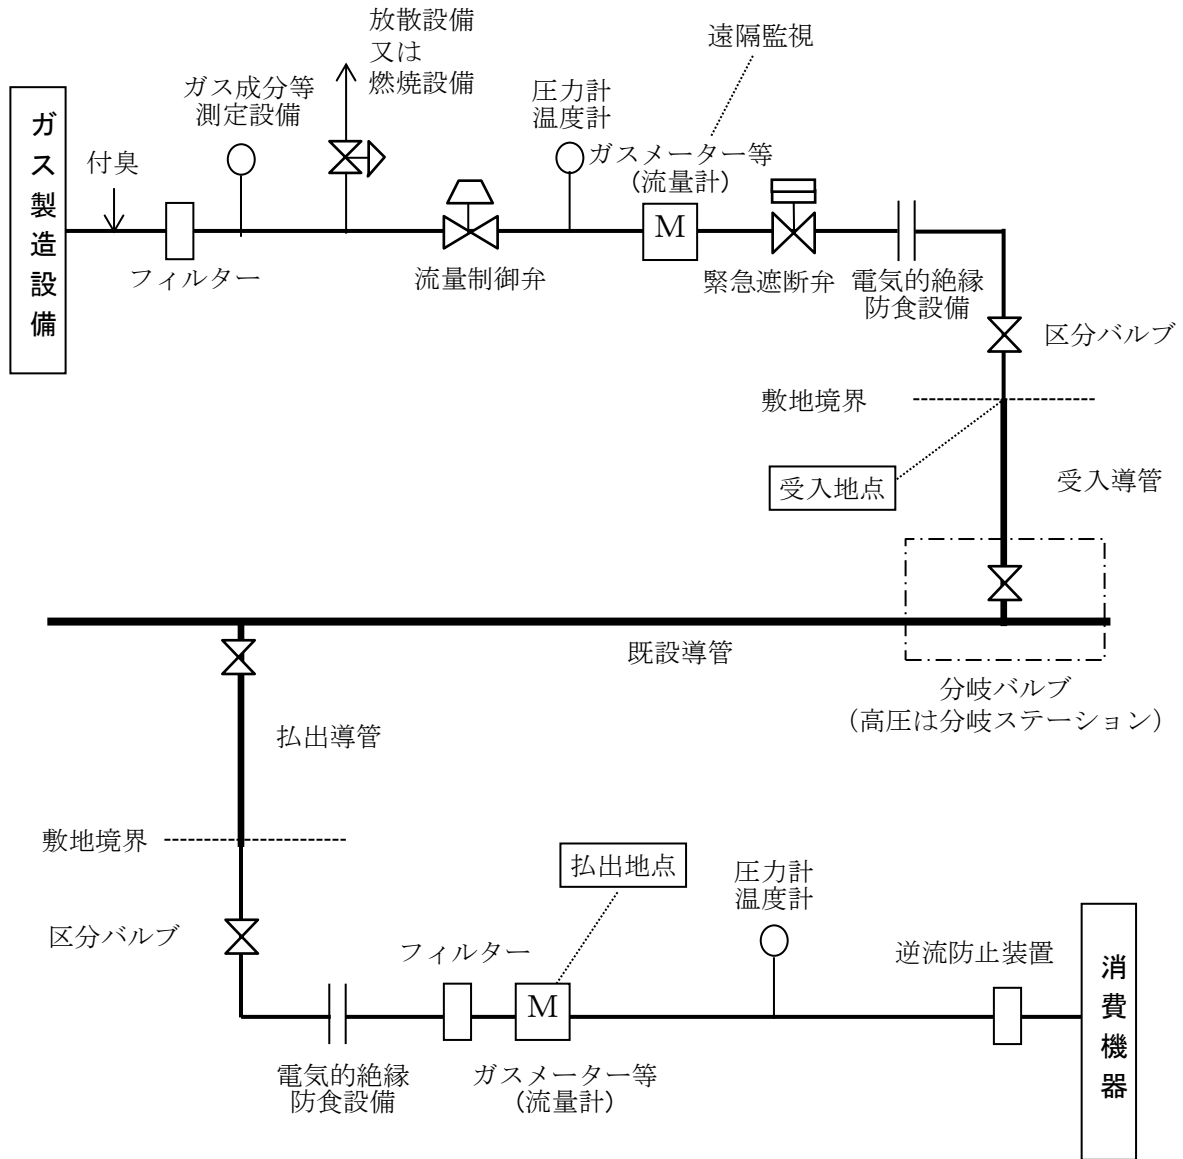 放散設備
又は
燃焼設備
遠隔監視
ガス成分等
測定設備
圧力計
温度計
ガスメーター等
(流量計)
ガス製造設備
付臭
M
フィルター
流量制御弁
緊急遮断弁
電気的絶縁
防食設備
区分バルブ
敷地境界
受入地点
受入導管
既設導管
分岐バルブ
（高圧は分岐ステーション）
払出導管
敷地境界
払出地点
圧力計
温度計
区分バルブ
フィルター
逆流防止装置
消費機器
M
電気的絶縁
防食設備
ガスメーター等
(流量計)